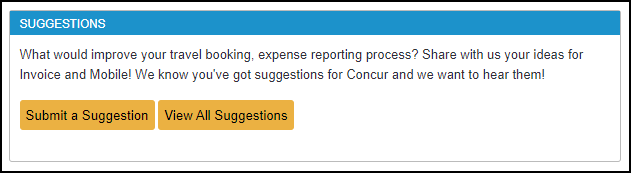 SUGGESTIONS
What would improve your travel booking, expense reporting process? Share with us your ideas for
Invoice and Mobile! We know you've got suggestions for Concur and we want to hear them!
Submit a Suggestion View All Suggestions